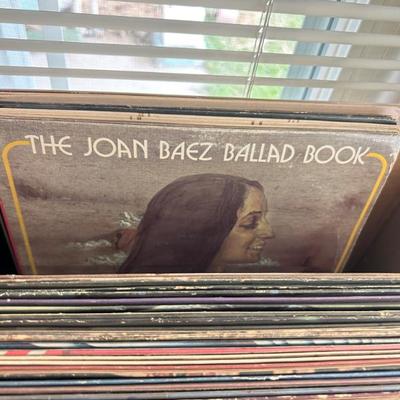 THE JOAN BAEZ BALLAD BOOK